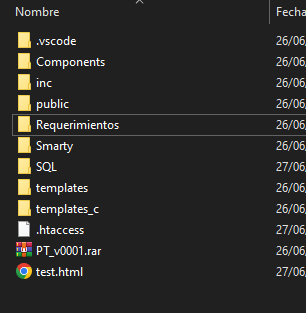 Nombre
Fecha
.vscode 26/06
Components 26/06
inc 26/06
public 26/06
Requerimientos 26/06
Smarty 26/06
SQL 27/06
templates 26/06
templates_c 26/06
.htaccess 27/06
PT_v0001.rar 26/06
test.html 27/06